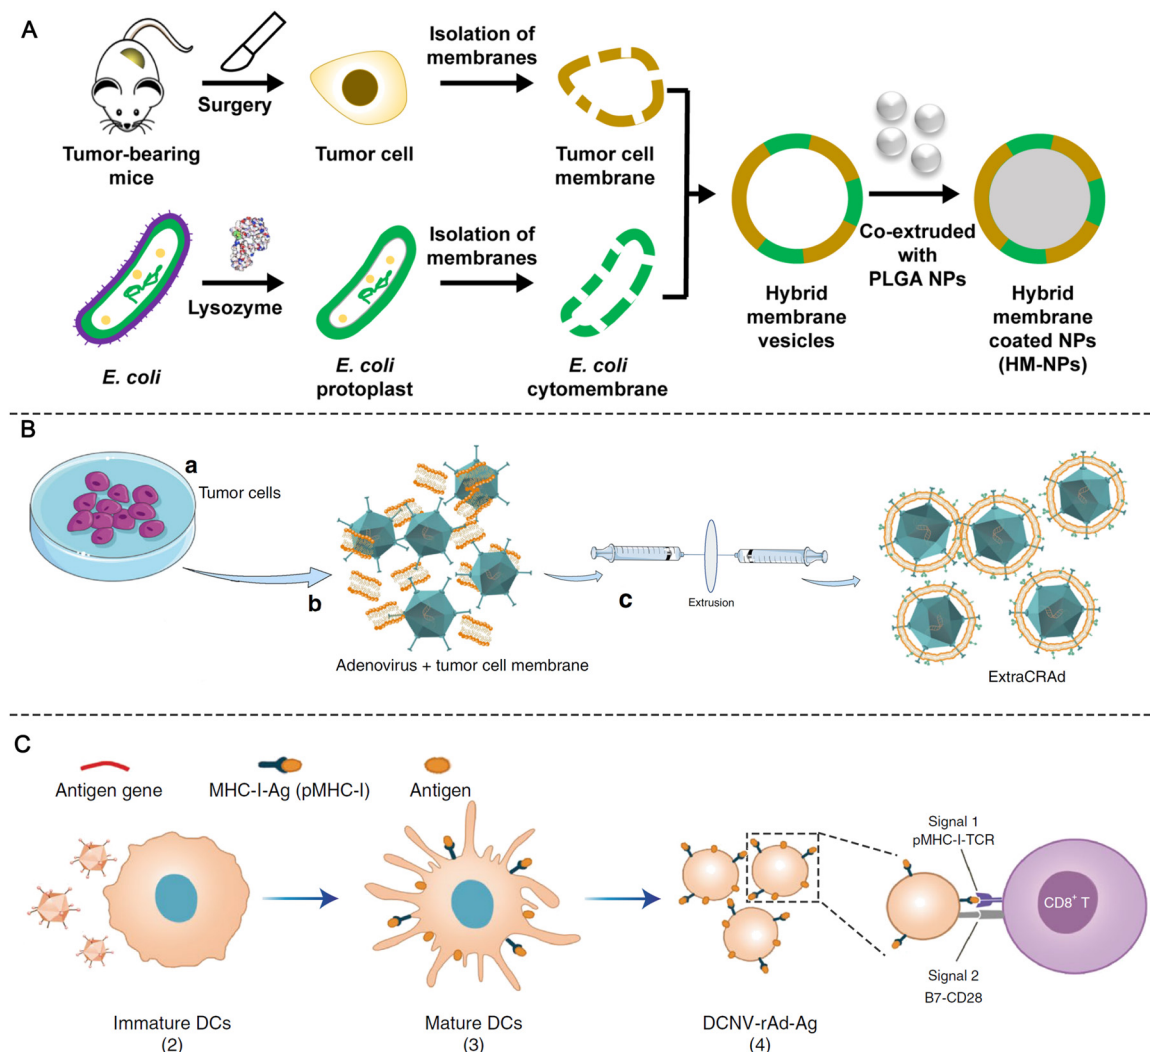 A
Surgery
Isolation of
membranes
Tumor-bearing
mice
Tumor cell
Tumor cell
membrane
Lysozyme
Isolation of
membranes
E. coli
E. coli
protoplast
E. coli
cytomembrane
Hybrid
membrane
vesicles
Co-extruded
with
PLGA NPs
Hybrid
membrane
coated NPs
(HM-NPs)
B
a
Tumor cells
b
Adenovirus + tumor cell membrane
c
Extrusion
ExtraCRAd
C
Antigen gene
MHC-I-Ag (pMHC-I)
Antigen
Signal 1
pMHC-I-TCR
CD8+ T
Signal 2
B7-CD28
Immature DCs
(2)
Mature DCs
(3)
DCNV-rAd-Ag
(4)